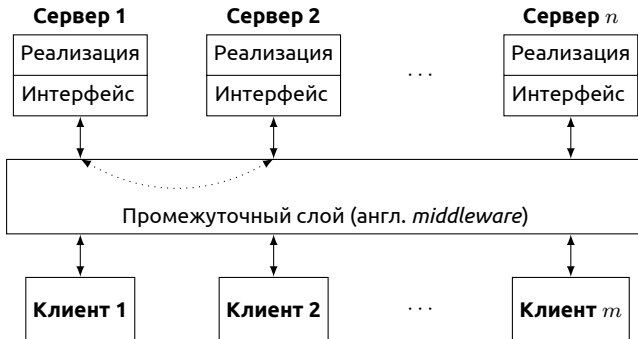 Сервер 1 Сервер 2 Сервер n
Реализация Реализация ... Реализация
Интерфейс Интерфейс Интерфейс
Промежуточный слой (англ. middleware)
Клиент 1 Клиент 2 ... Клиент m